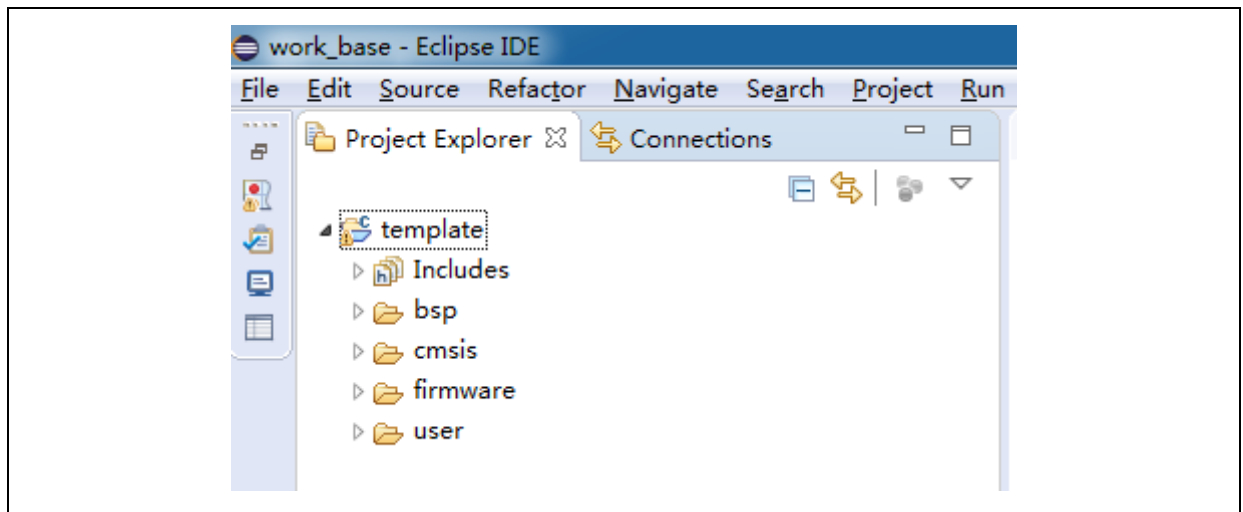 work_base - Eclipse IDE
File Edit Source Refactor Navigate Search Project Run
Project Explorer Connections
template
Includes
bsp
cmsis
firmware
user